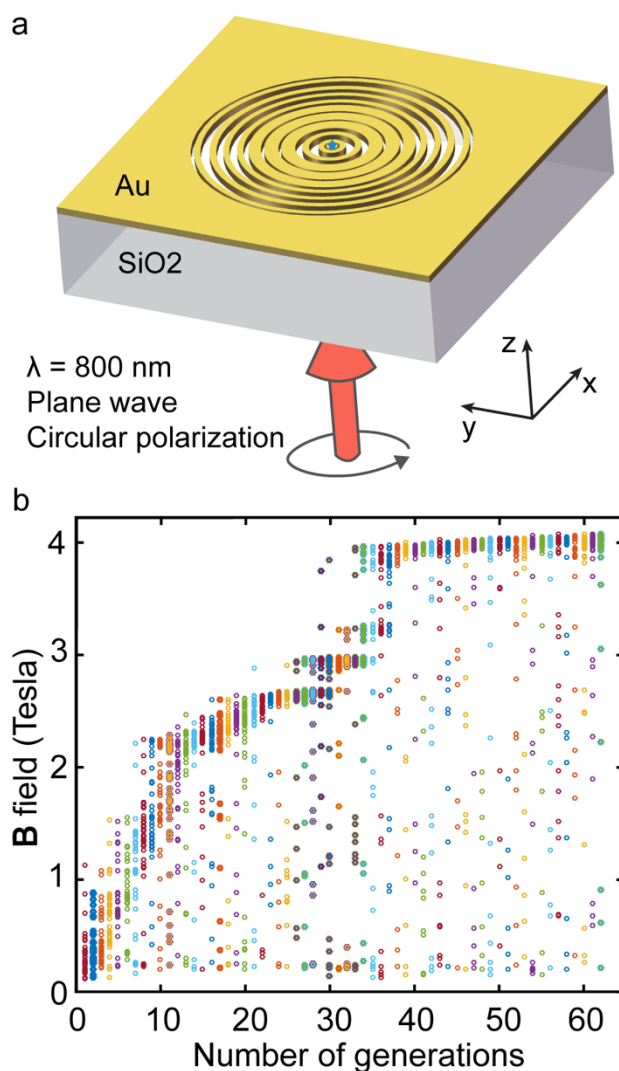 a
Au
SiO2
λ = 800 nm
Plane wave
Circular polarization
z
x
y
b
4
3
2
1
0
B field (Tesla)
0 10 20 30 40 50 60
Number of generations